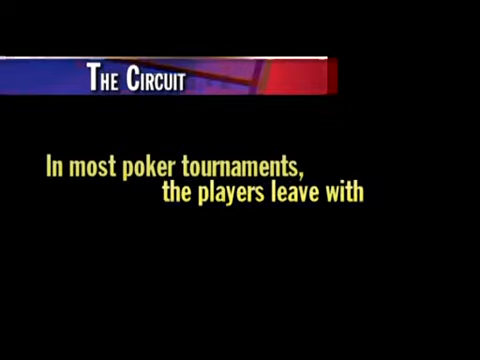 The Circuit
In most poker tournaments,
the players leave with